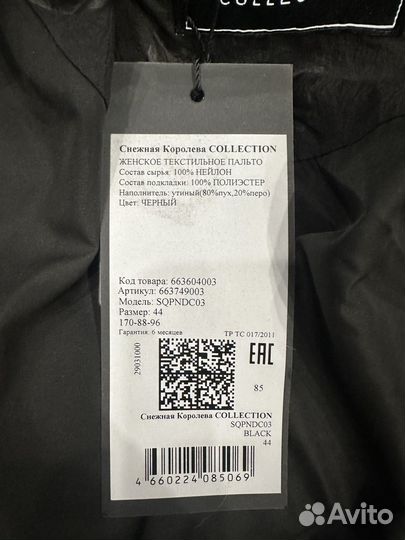 Снежная Королева COLLECTION
ЖЕНСКОЕ ТЕКСТИЛЬНОЕ ПАЛЬТО
Состав сырья: 100% НЕЙЛОН
Состав подкладки: 100% ПОЛИЭСТЕР
Наполнитель: утиный(80%пух,20%перо)
Цвет: ЧЕРНЫЙ
Код товара: 663604003
Артикул: 663749003
Модель: SQPNDC03
Размер: 44
170-88-96
Гарантия: 6 месяцев
ТР ТС 017/2011
29031000
EAC
85
Снежная Королева COLLECTION
SQPNDC03
BLACK
44
4 660224 085069
Avito